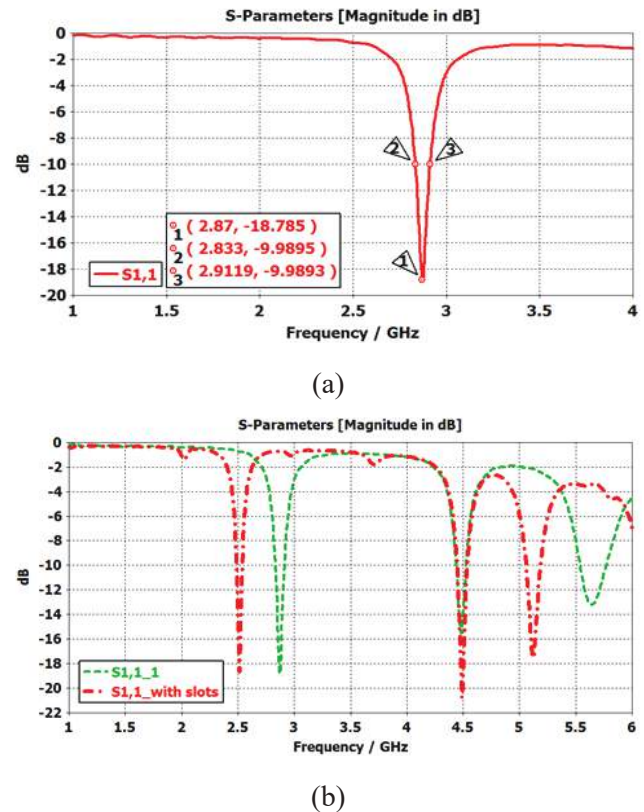 S-Parameters [Magnitude in dB]
0
-2
-4
-6
-8
-10
-12
-14
-16
-18
-20
dB
2
3
1
1 ( 2.87, -18.785 )
2 ( 2.833, -9.9895 )
3 ( 2.9119, -9.9893 )
S1,1
1 1.5 2 2.5 3 3.5 4
Frequency / GHz
(a)
S-Parameters [Magnitude in dB]
0
-2
-4
-6
-8
-10
-12
-14
-16
-18
-20
-22
dB
S1,1_1
S1,1_with slots
1 1.5 2 2.5 3 3.5 4 4.5 5 5.5 6
Frequency / GHz
(b)